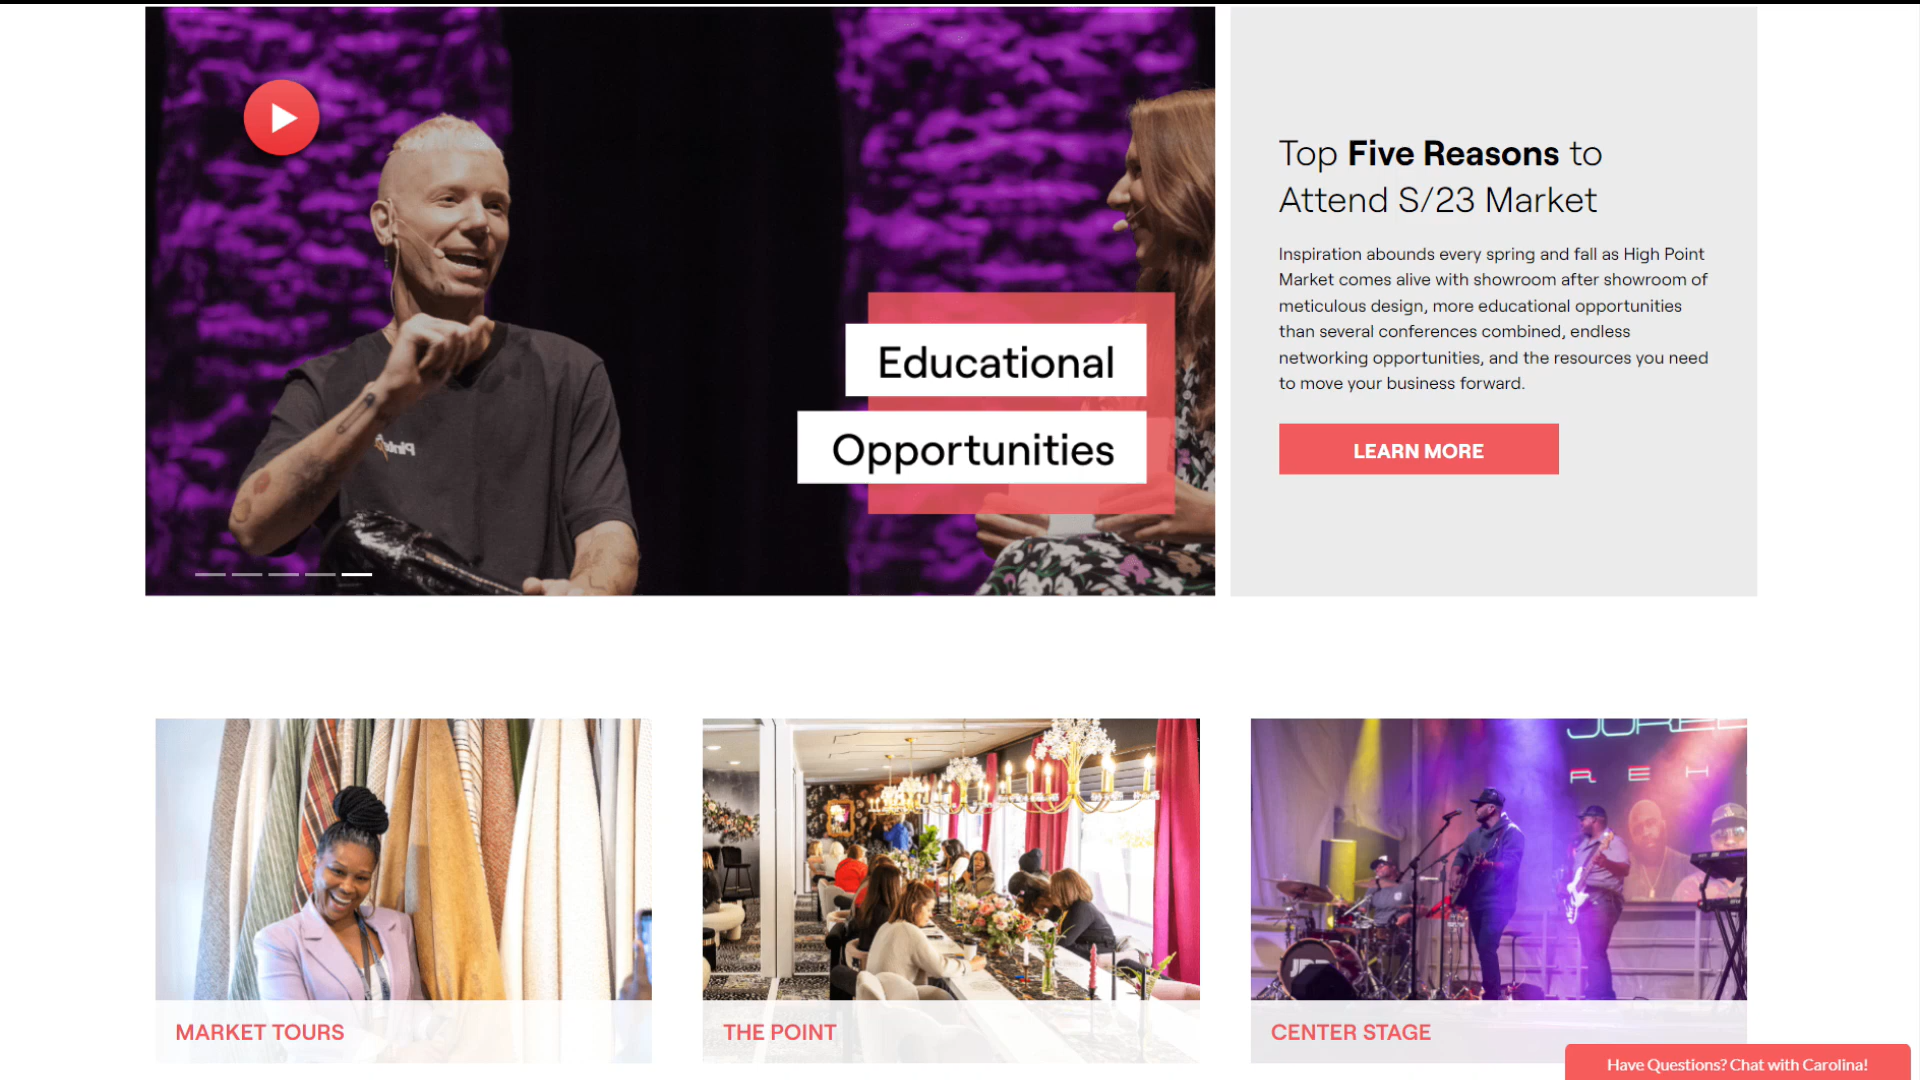 Educational
Opportunities
Top Five Reasons to
Attend S/23 Market
Inspiration abounds every spring and fall as High Point
Market comes alive with showroom after showroom of
meticulous design, more educational opportunities
than several conferences combined, endless
networking opportunities, and the resources you need
to move your business forward.
LEARN MORE
MARKET TOURS
THE POINT
CENTER STAGE
Have Questions? Chat with Carolina!